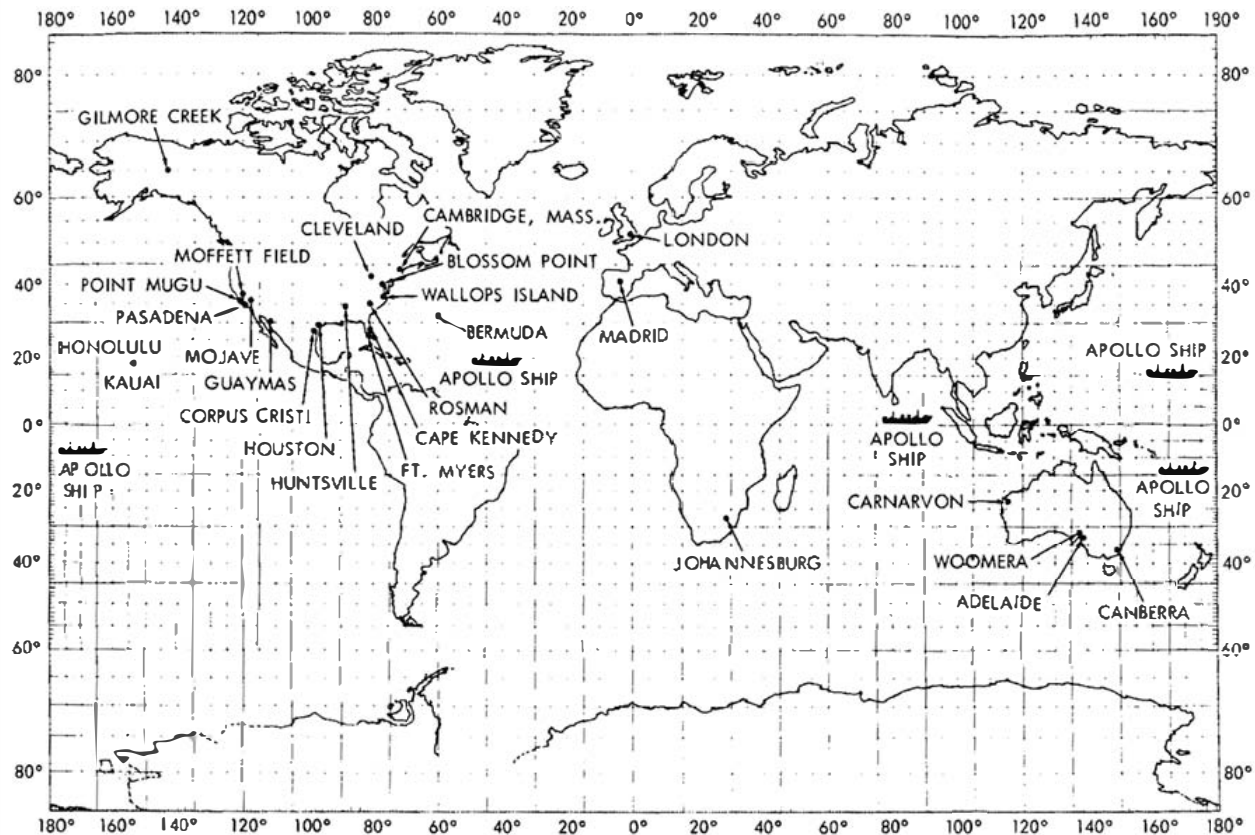 180° 160° 140° 120° 100° 80° 60° 40° 20° 0° 20° 40° 60° 80° 100° 120° 140° 160° 180°
80° 80°
GILMORE CREEK
60° 60°
CAMBRIDGE, MASS.
CLEVELAND
LONDON
MOFFETT FIELD
BLOSSOM POINT
40° 40°
POINT MUGU
WALLOPS ISLAND
PASADENA
BERMUDA
MADRID
HONOLULU
MOJAVE
20° 20°
APOLLO SHIP
KAUAI
GUAYMAS
APOLLO SHIP
CORPUS CRISTI
ROSMAN
0° 0°
CAPE KENNEDY
APOLLO
SHIP
HOUSTON
APOLLO
SHIP
FT. MYERS
HUNTSVILLE
APOLLO
SHIP
20° 20°
CARNARVON
40° 40°
JOHANNESBURG
WOOMERA
ADELAIDE
CANBERRA
60° 60°
80° 80°
180° 160° 140° 120° 100° 80° 60° 40° 20° 0° 20° 40° 60° 80° 100° 120° 140° 160° 180°